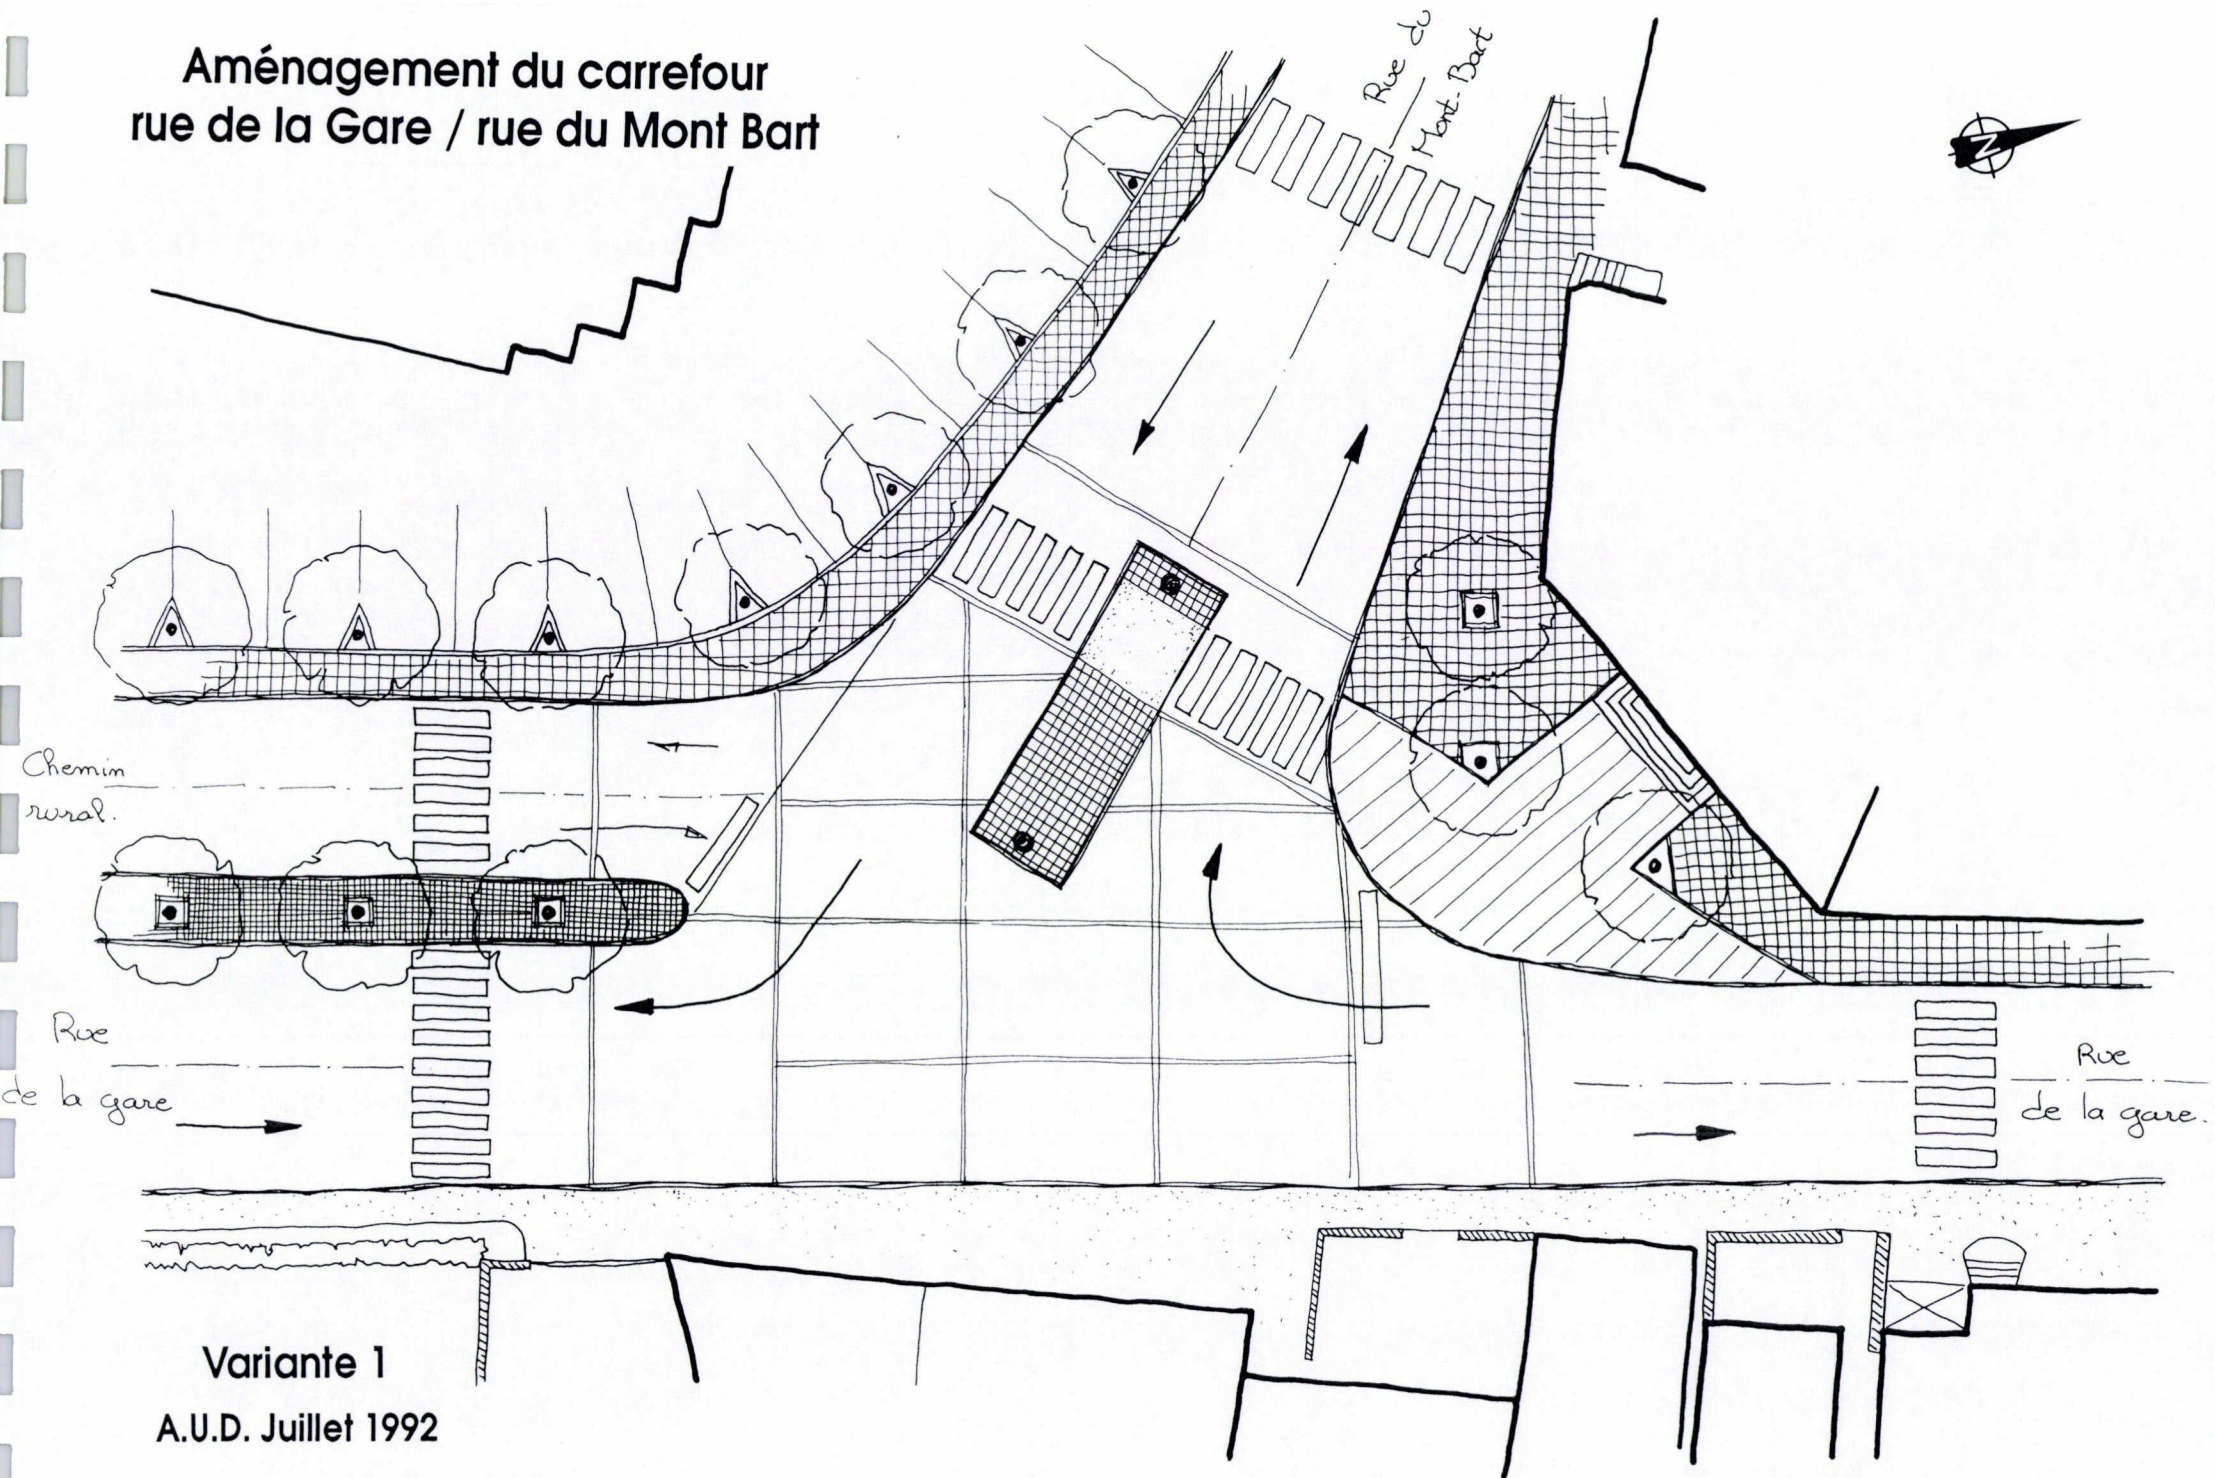 Aménagement du carrefour
rue de la Gare / rue du Mont Bart
Rue du
Mont-Bart
N
Chemin
rural.
Rue
de la gare
Rue
de la gare.
Variante 1
A.U.D. Juillet 1992